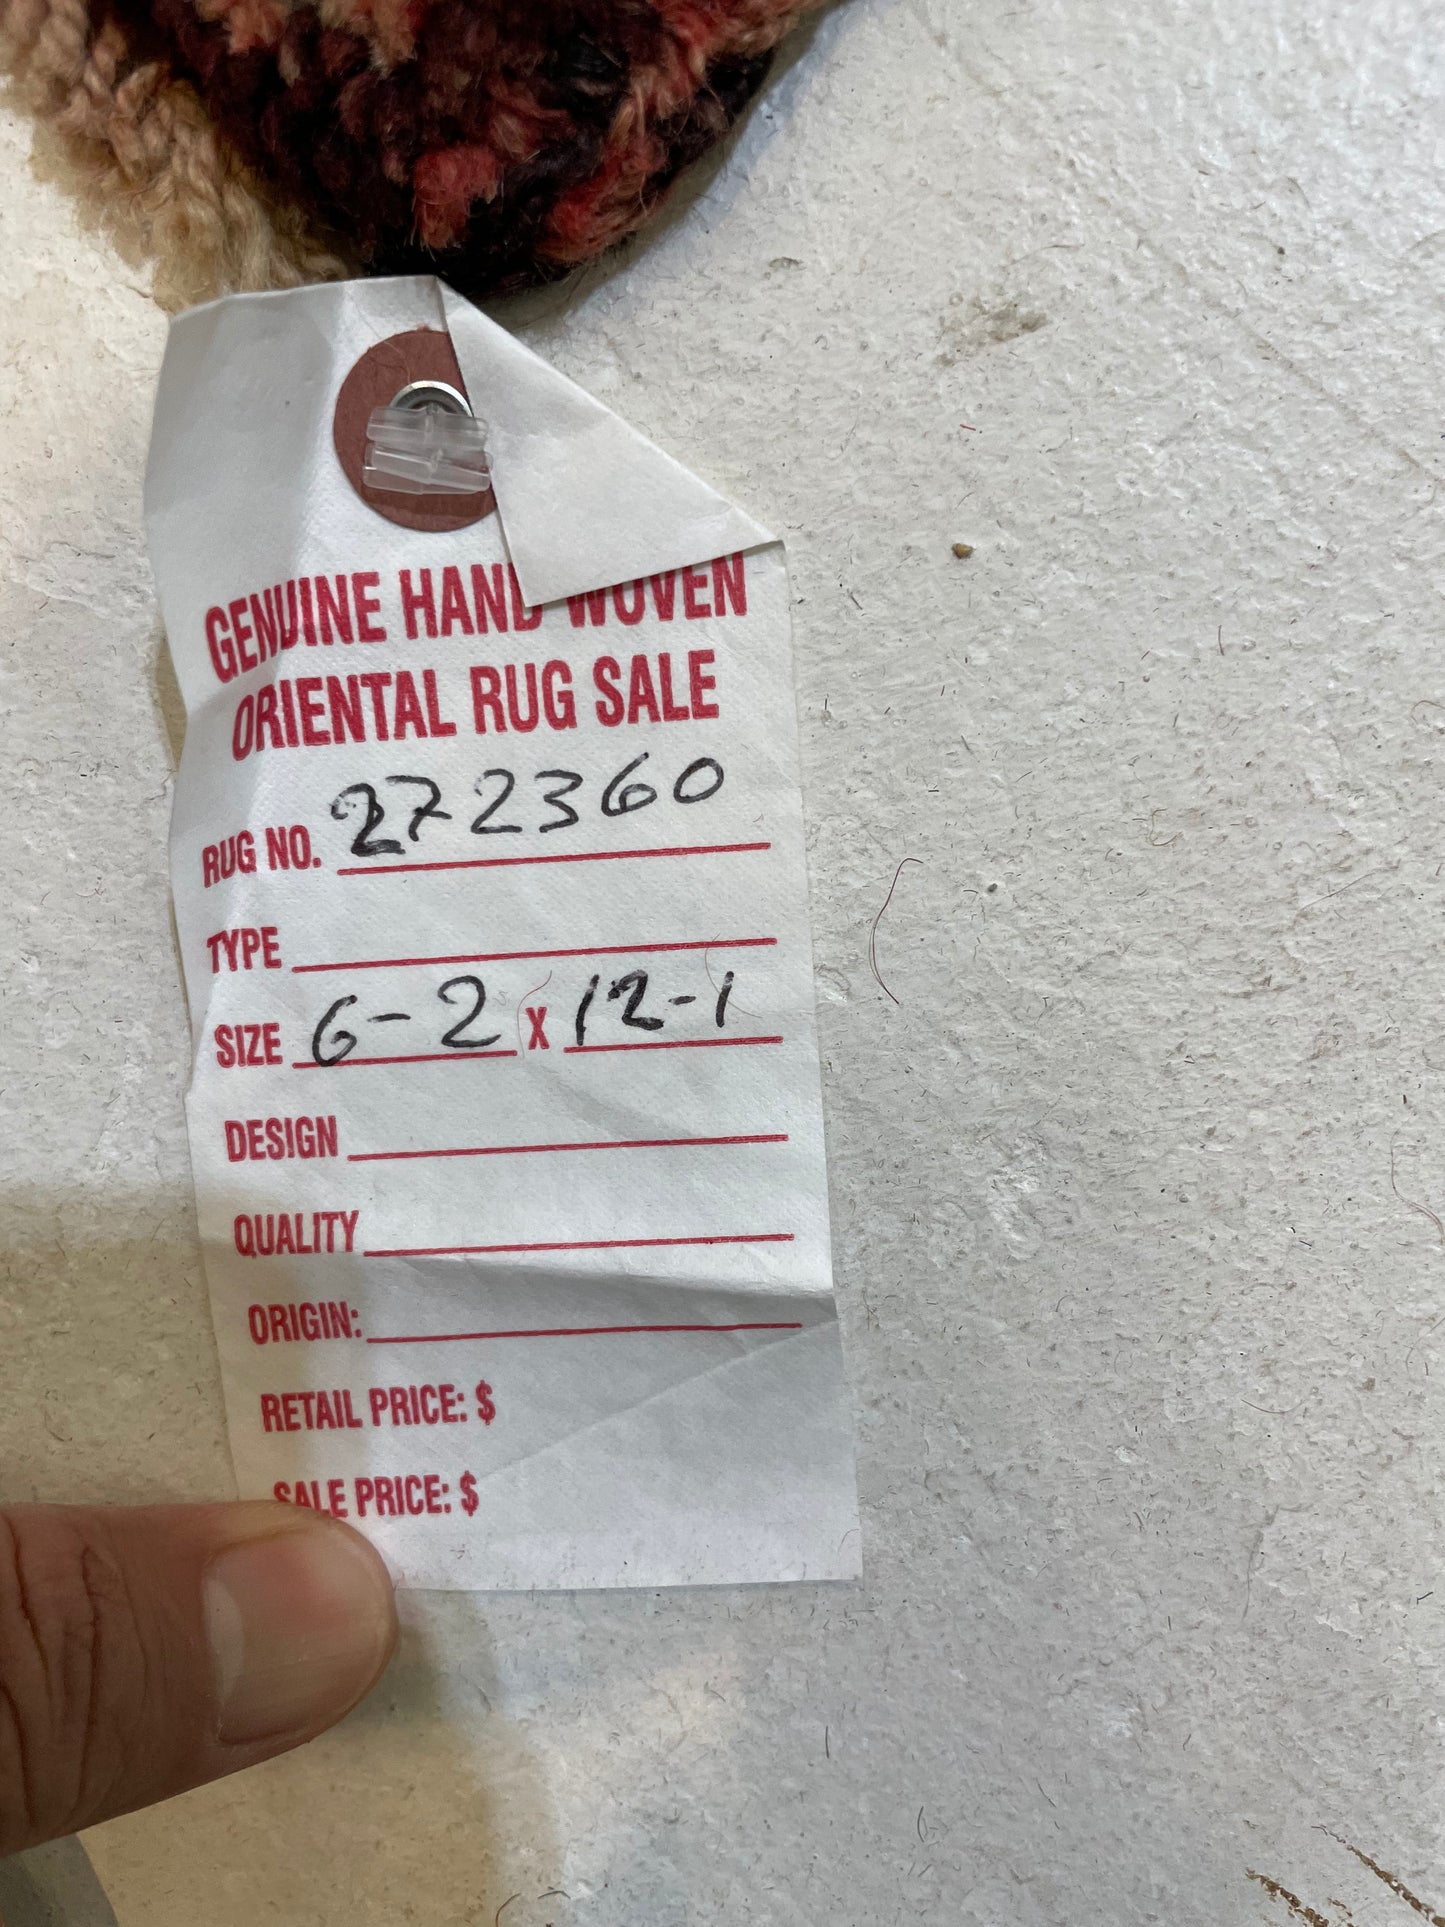 GENUINE HAND WOVEN
ORIENTAL RUG SALE
RUG NO. 272360
TYPE
SIZE 6-2 X 12-1
DESIGN
QUALITY
ORIGIN:
RETAIL PRICE: $
SALE PRICE: $